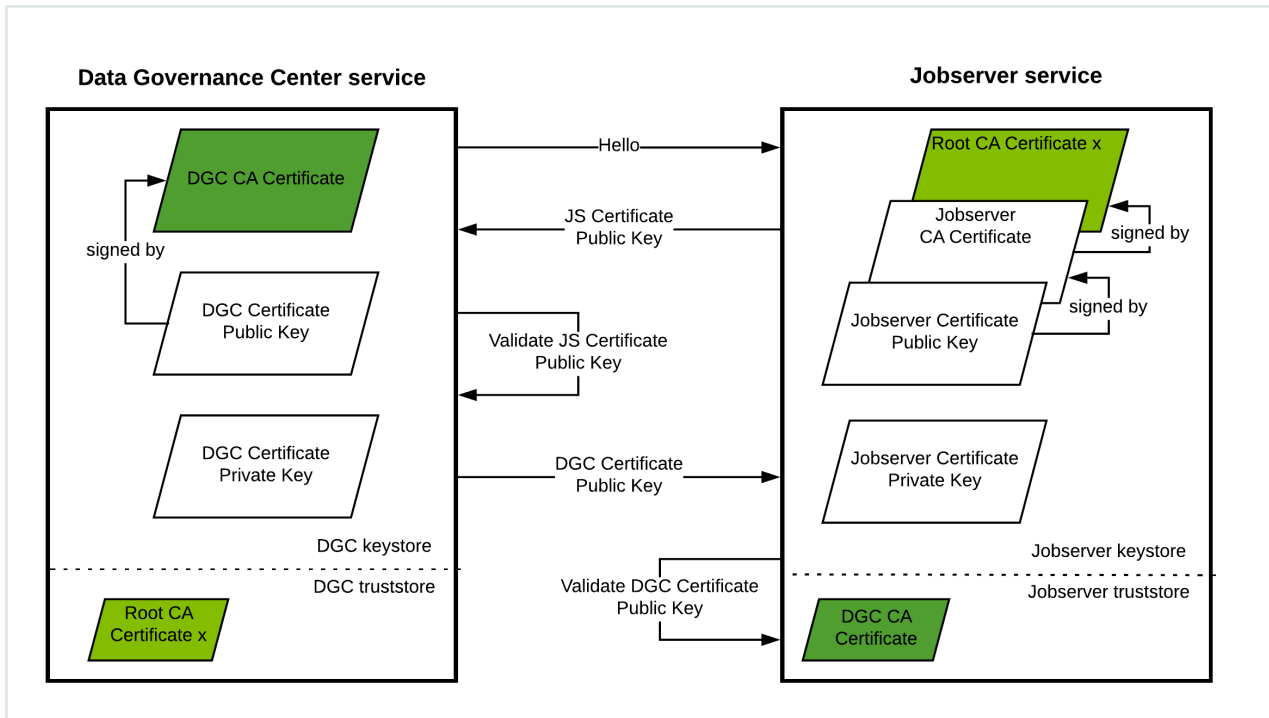 Data Governance Center service
Jobserver service
DGC CA Certificate
signed by
DGC Certificate
Public Key
DGC Certificate
Private Key
DGC keystore
DGC truststore
Root CA
Certificate x
Hello
JS Certificate
Public Key
Validate JS Certificate
Public Key
DGC Certificate
Public Key
Validate DGC Certificate
Public Key
Root CA Certificate x
Jobserver
CA Certificate
signed by
Jobserver Certificate
Public Key
signed by
Jobserver Certificate
Private Key
Jobserver keystore
Jobserver truststore
DGC CA
Certificate